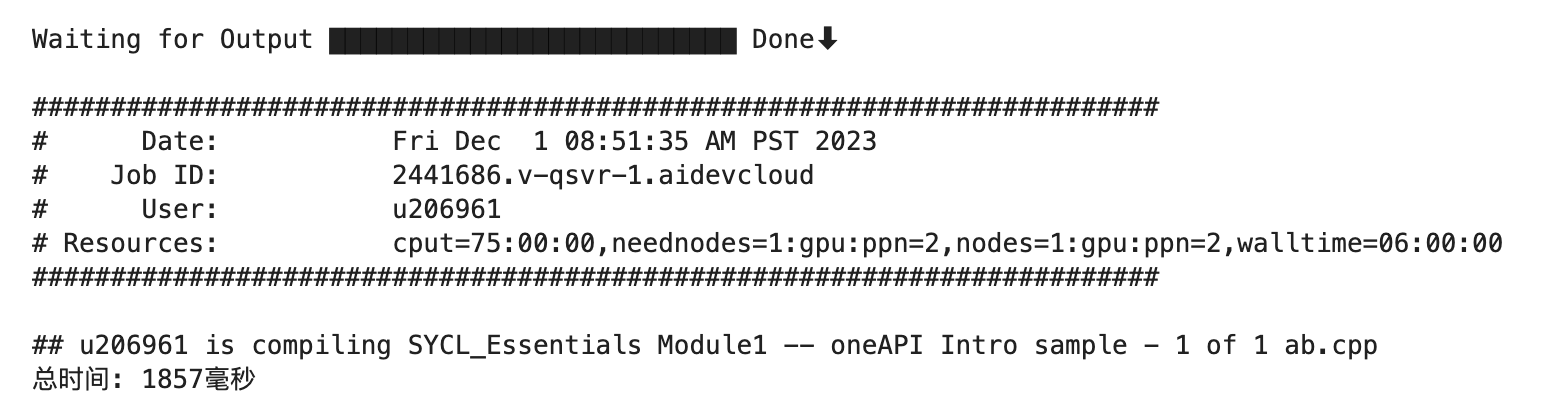 Waiting for Output ██████████████████████████ Done⬇
########################################################################
#      Date:           Fri Dec  1 08:51:35 AM PST 2023
#    Job ID:           2441686.v-qsvr-1.aidevcloud
#      User:           u206961
# Resources:           cput=75:00:00,neednodes=1:gpu:ppn=2,nodes=1:gpu:ppn=2,walltime=06:00:00
########################################################################
## u206961 is compiling SYCL_Essentials Module1 -- oneAPI Intro sample - 1 of 1 ab.cpp
总时间: 1857毫秒